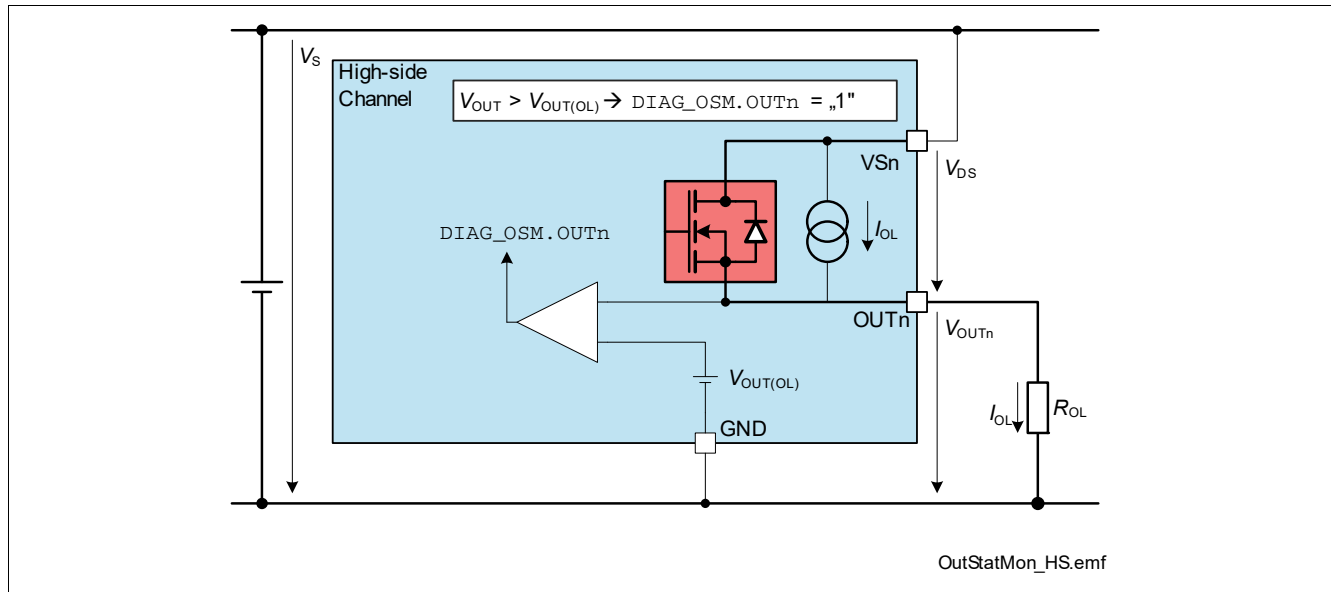 VS
High-side
Channel
VOUT > VOUT(OL) → DIAG_OSM.OUTn = „1"
VSn
VDS
IOL
DIAG_OSM.OUTn
OUTn
VOUTn
VOUT(OL)
IOL
ROL
GND
OutStatMon_HS.emf